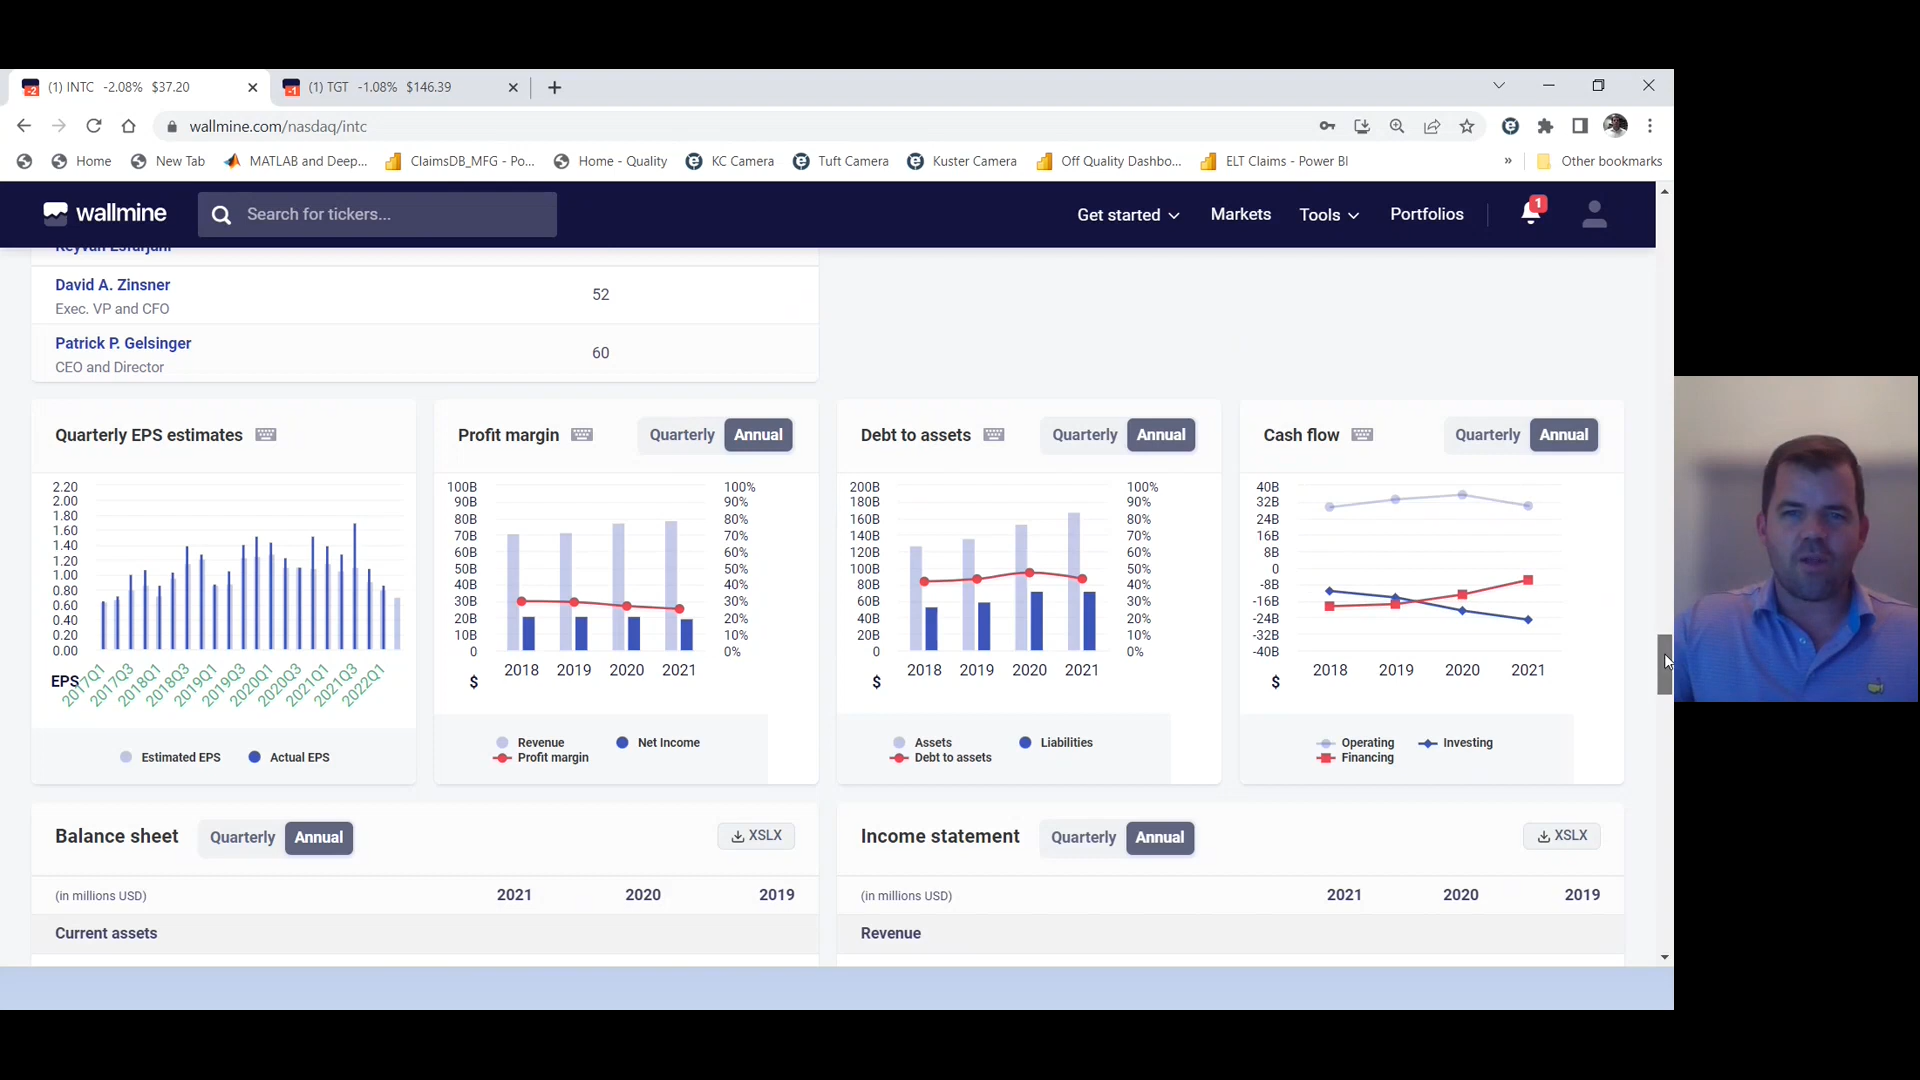 (1) INTC -2.08% $37.20
(1) TGT -1.08% $146.39
wallmine.com/nasdaq/intc
Home
New Tab
MATLAB and Deep...
ClaimsDB_MFG - Po...
Home - Quality
KC Camera
Tuft Camera
Kuster Camera
Off Quality Dashbo...
ELT Claims - Power BI
»
Other bookmarks
wallmine
Search for tickers...
Get started
Markets
Tools
Portfolios
1
Keyvan Esfarjani
David A. Zinsner
52
Exec. VP and CFO
Patrick P. Gelsinger
60
CEO and Director
Quarterly EPS estimates
2.20
2.00
1.80
1.60
1.40
1.20
1.00
0.80
0.60
0.40
0.20
0.00
EPS
2017Q1
2017Q3
2018Q1
2018Q3
2019Q1
2019Q3
2020Q1
2020Q3
2021Q1
2021Q3
2022Q1
Estimated EPS
Actual EPS
Profit margin
Quarterly Annual
100B 100%
90B 90%
80B 80%
70B 70%
60B 60%
50B 50%
40B 40%
30B 30%
20B 20%
10B 10%
0 0%
2018 2019 2020 2021
$
Revenue
Net Income
Profit margin
Debt to assets
Quarterly Annual
200B 100%
180B 90%
160B 80%
140B 70%
120B 60%
100B 50%
80B 40%
60B 30%
40B 20%
20B 10%
0 0%
2018 2019 2020 2021
$
Assets
Liabilities
Debt to assets
Cash flow
Quarterly Annual
40B
32B
24B
16B
8B
0
-8B
-16B
-24B
-32B
-40B
2018 2019 2020 2021
$
Operating
Investing
Financing
Balance sheet
Quarterly Annual
XSLX
(in millions USD) 2021 2020 2019
Current assets
Income statement
Quarterly Annual
XSLX
(in millions USD) 2021 2020 2019
Revenue